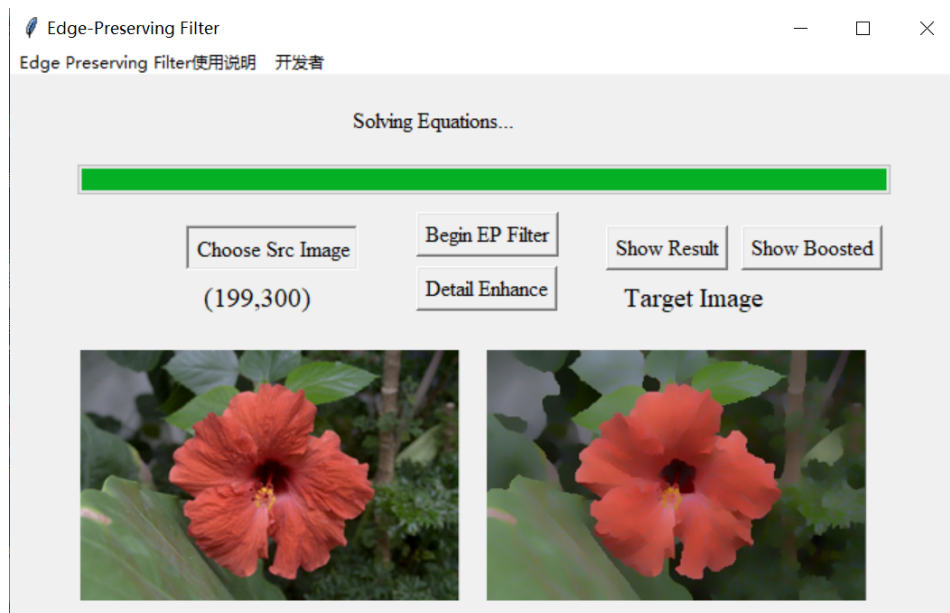 Edge-Preserving Filter
Edge Preserving Filter使用说明 开发者
Solving Equations...
Choose Src Image
Begin EP Filter
Show Result
Show Boosted
Detail Enhance
(199,300)
Target Image